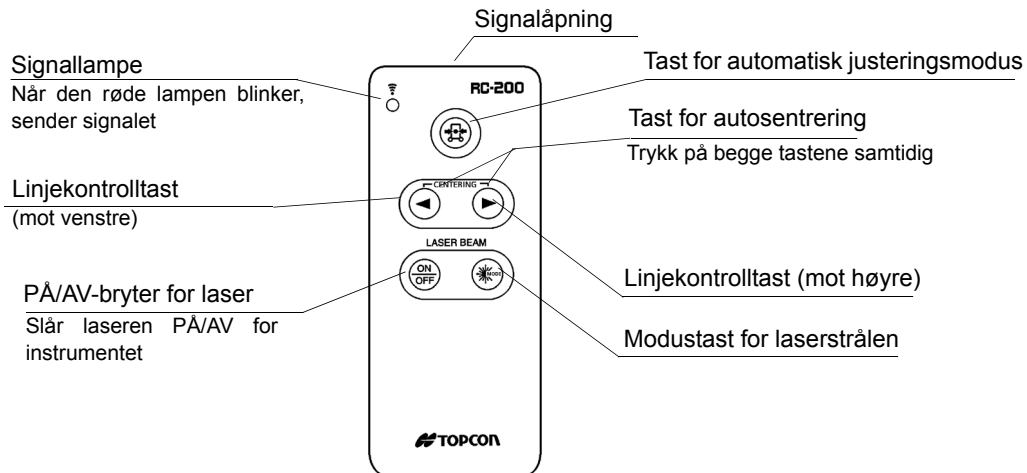 Signalåpning
Signallampe
Når den røde lampen blinker,
sender signalet
Tast for automatisk justeringsmodus
RC-200
Tast for autosentrering
Trykk på begge tastene samtidig
Linjekontrolltast
(mot venstre)
CENTERING
LASER BEAM
ON
OFF
MODE
Linjekontrolltast (mot høyre)
PÅ/AV-bryter for laser
Slår laseren PÅ/AV for
instrumentet
Modustast for laserstrålen
TOPCON